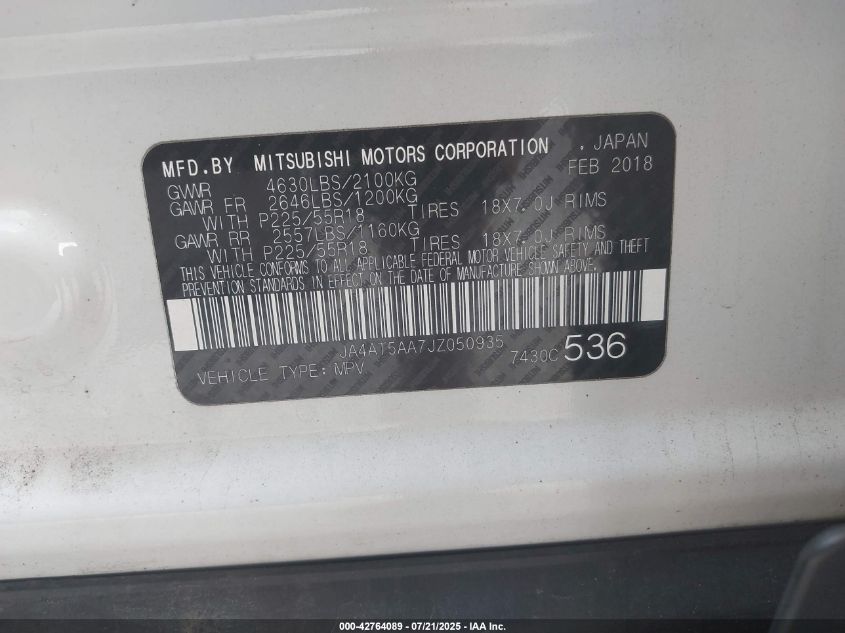 MFD.BY MITSUBISHI MOTORS CORPORATION , JAPAN
FEB 2018
GVWR 4630LBS/2100KG
GAWR FR 2646LBS/1200KG
WITH P225/55R18 TIRES 18X7.0J RIMS
GAWR RR 2557LBS/1160KG
WITH P225/55R18 TIRES 18X7.0J RIMS
THIS VEHICLE CONFORMS TO ALL APPLICABLE FEDERAL MOTOR VEHICLE SAFETY AND THEFT
PREVENTION STANDARDS IN EFFECT ON THE DATE OF MANUFACTURE SHOWN ABOVE.
JA4AT5AA7JZ050935
7430C 536
VEHICLE TYPE: MPV
000-42764089 - 07/21/2025 - IAA Inc.